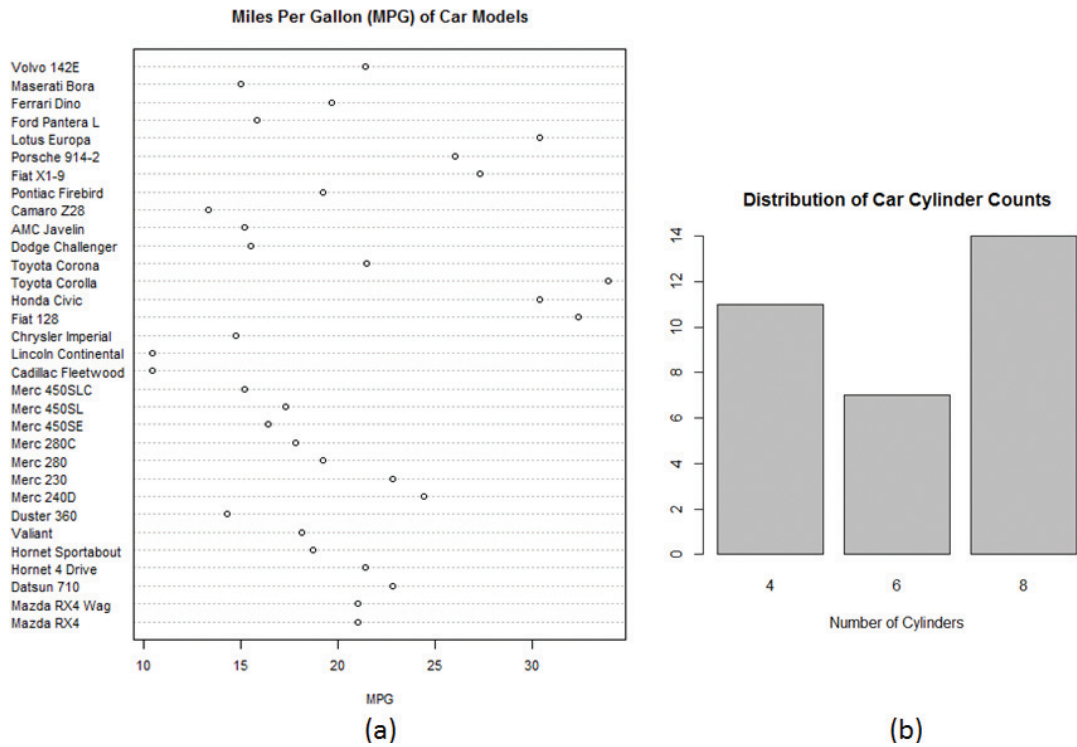 Miles Per Gallon (MPG) of Car Models
Volvo 142E
Maserati Bora
Ferrari Dino
Ford Pantera L
Lotus Europa
Porsche 914-2
Fiat X1-9
Pontiac Firebird
Camaro Z28
AMC Javelin
Dodge Challenger
Toyota Corona
Toyota Corolla
Honda Civic
Fiat 128
Chrysler Imperial
Lincoln Continental
Cadillac Fleetwood
Merc 450SLC
Merc 450SL
Merc 450SE
Merc 280C
Merc 280
Merc 230
Merc 240D
Duster 360
Valiant
Hornet Sportabout
Hornet 4 Drive
Datsun 710
Mazda RX4 Wag
Mazda RX4
10 15 20 25 30
MPG
(a)
Distribution of Car Cylinder Counts
14
12
10
8
6
4
2
0
4 6 8
Number of Cylinders
(b)